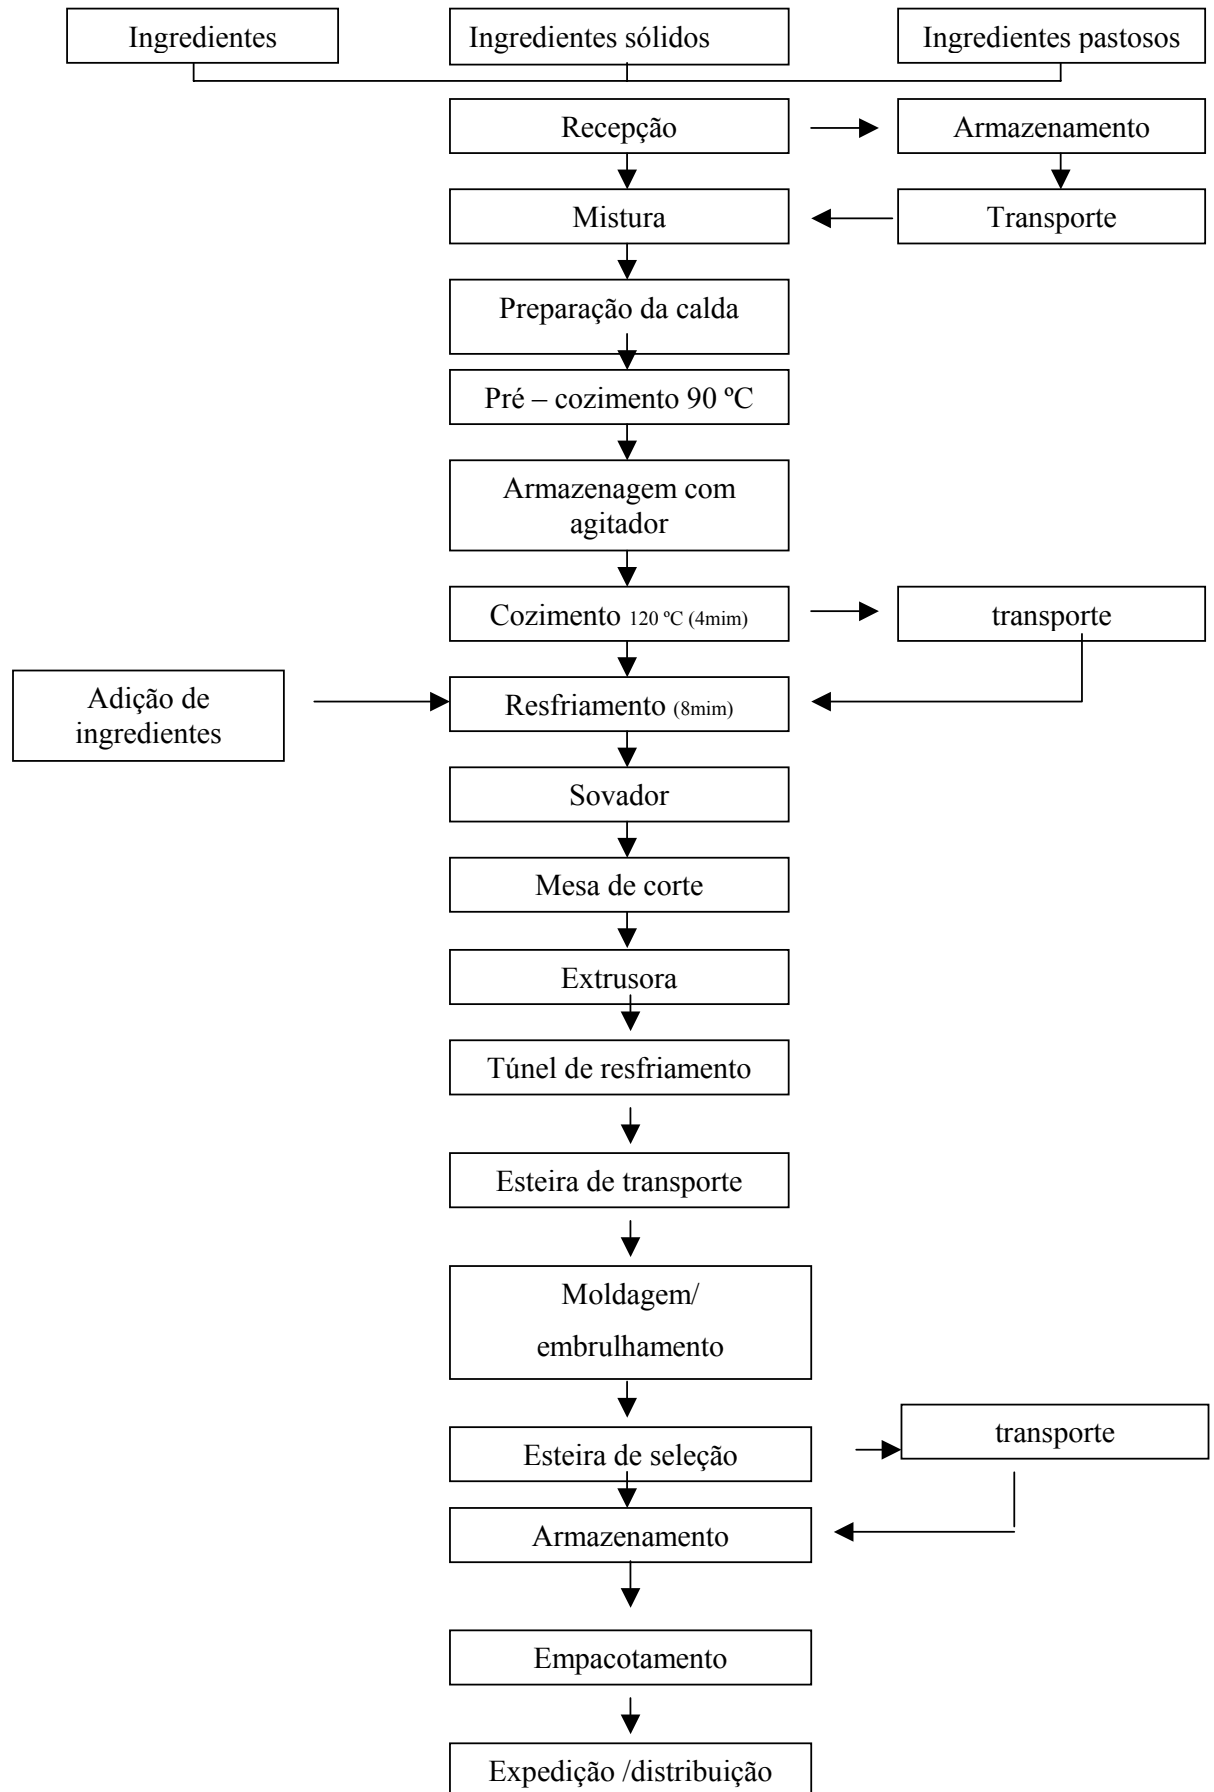 Ingredientes
Ingredientes sólidos
Ingredientes pastosos
Recepção
Armazenamento
Mistura
Transporte
Preparação da calda
Pré – cozimento 90 ºC
Armazenagem com
agitador
Cozimento 120 ºC (4mim)
transporte
Adição de
ingredientes
Resfriamento (8mim)
Sovador
Mesa de corte
Extrusora
Túnel de resfriamento
Esteira de transporte
Moldagem/
embrulhamento
Esteira de seleção
transporte
Armazenamento
Empacotamento
Expedição /distribuição